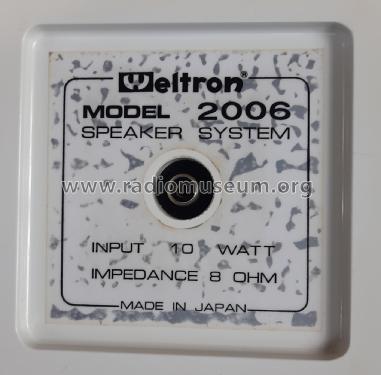 Weltron®
MODEL 2006
SPEAKER SYSTEM
www.radiomuseum.org
INPUT 10 WATT
IMPEDANCE 8 OHM
MADE IN JAPAN